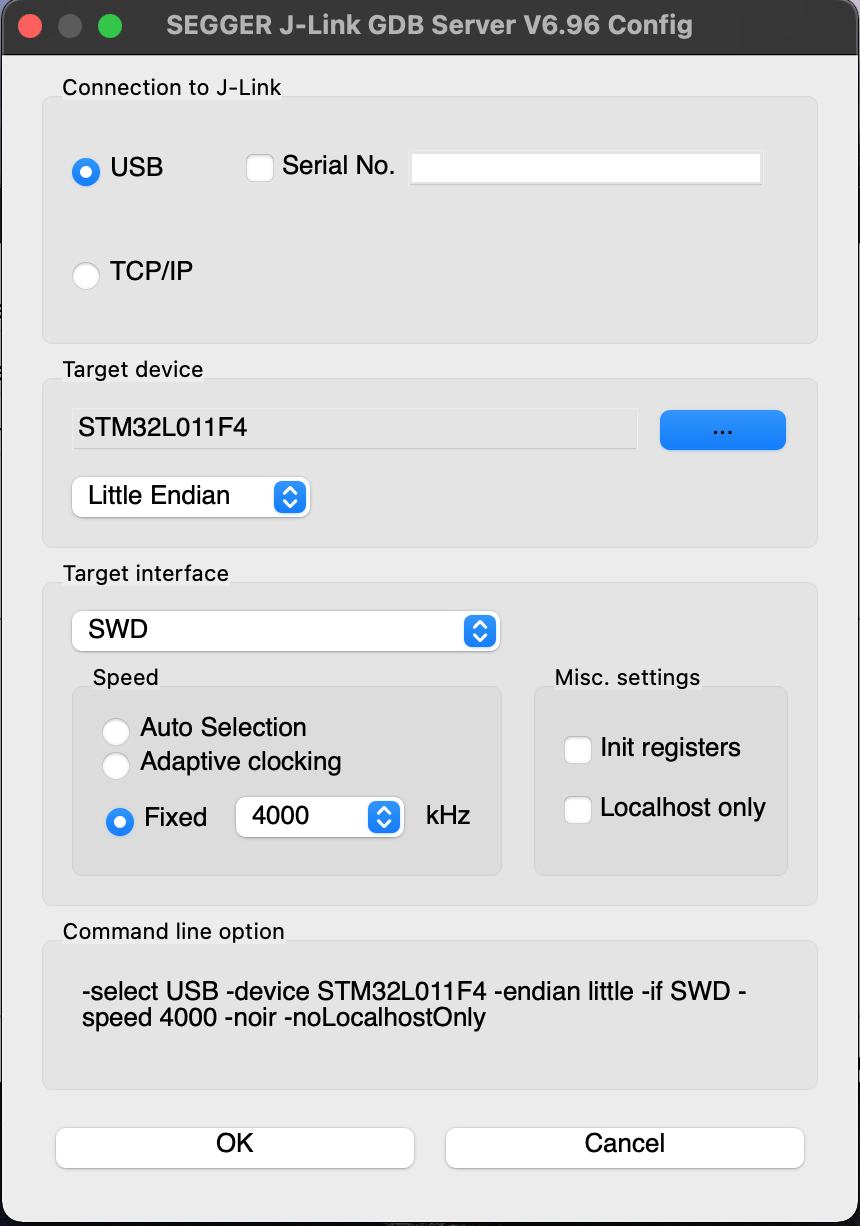 SEGGER J-Link GDB Server V6.96 Config
Connection to J-Link
USB
Serial No.
TCP/IP
Target device
STM32L011F4
...
Little Endian
Target interface
SWD
Speed
Misc. settings
Auto Selection
Init registers
Adaptive clocking
Localhost only
Fixed 4000 kHz
Command line option
-select USB -device STM32L011F4 -endian little -if SWD -
speed 4000 -noir -noLocalhostOnly
OK
Cancel